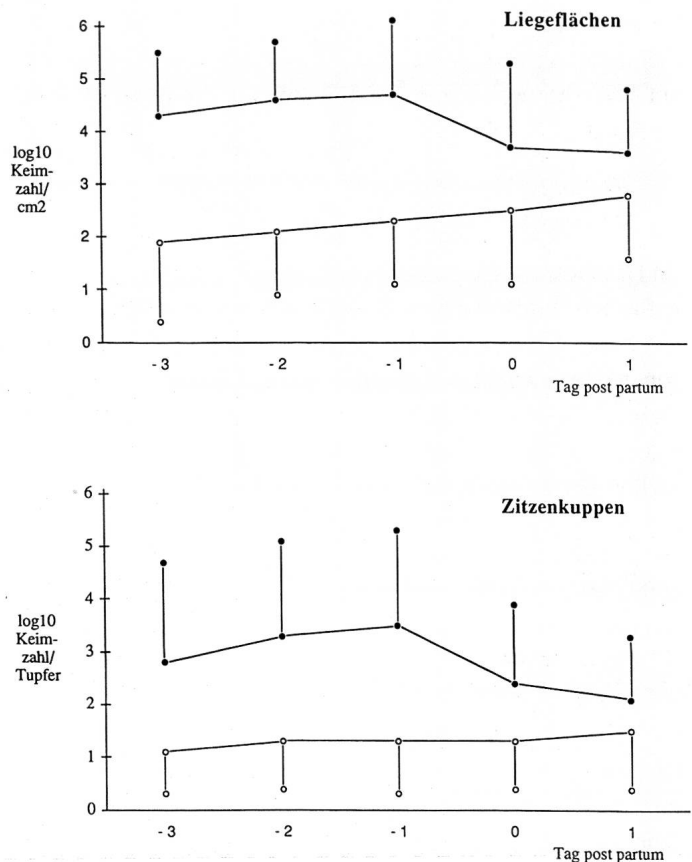 Liegeflächen
6
5
4
log10
Keim-
zahl/
cm2
3
2
1
0
- 3
- 2
- 1
0
1
Tag post partum
Zitzenkuppen
6
5
4
log10
Keim-
zahl/
Tupfer
3
2
1
0
- 3
- 2
- 1
0
1
Tag post partum